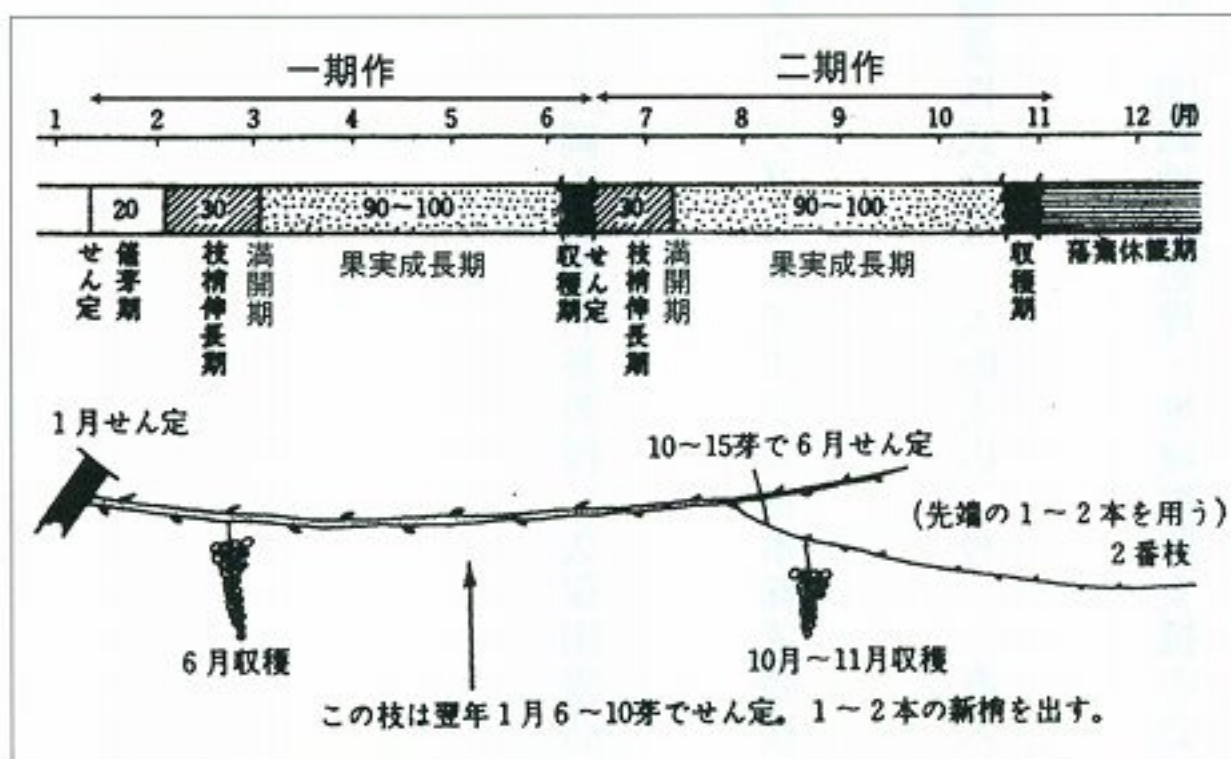 一期作 二期作
1 2 3 4 5 6 7 8 9 10 11 12 (月)
20 30 90～100 30 90～100
せん定
催芽期
枝梢伸長期
満開期
果実成長期
収穫期
せん定
枝梢伸長期
満開期
果実成長期
収穫期
落葉休眠期
1月せん定
10～15芽で6月せん定
(先端の1～2本を用う)
2番枝
6月収穫
10月～11月収穫
この枝は翌年1月6～10芽でせん定。1～2本の新梢を出す。